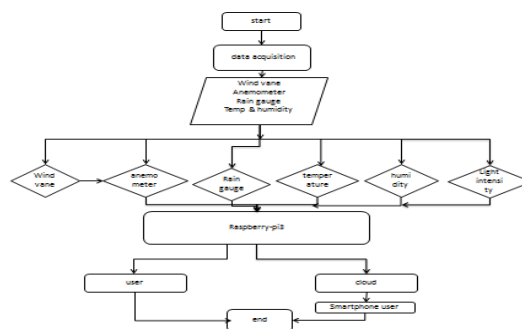 start
data acquisition
Wind vane
Anemometer
Rain gauge
Temp & humidity
Wind
vane
anemo
meter
Rain
gauge
temper
ature
humi
dity
Light
intensi
ty
Raspberry-pi3
user
cloud
Smartphone user
end